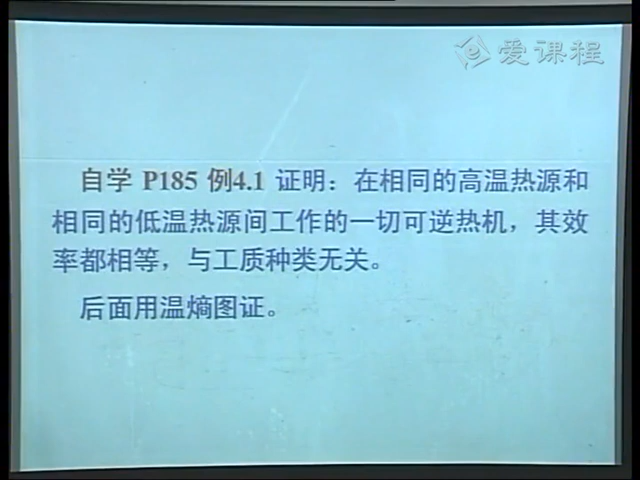 爱课程
自学 P185 例4.1 证明：在相同的高温热源和
相同的低温热源间工作的一切可逆热机，其效
率都相等，与工质种类无关。
后面用温熵图证。